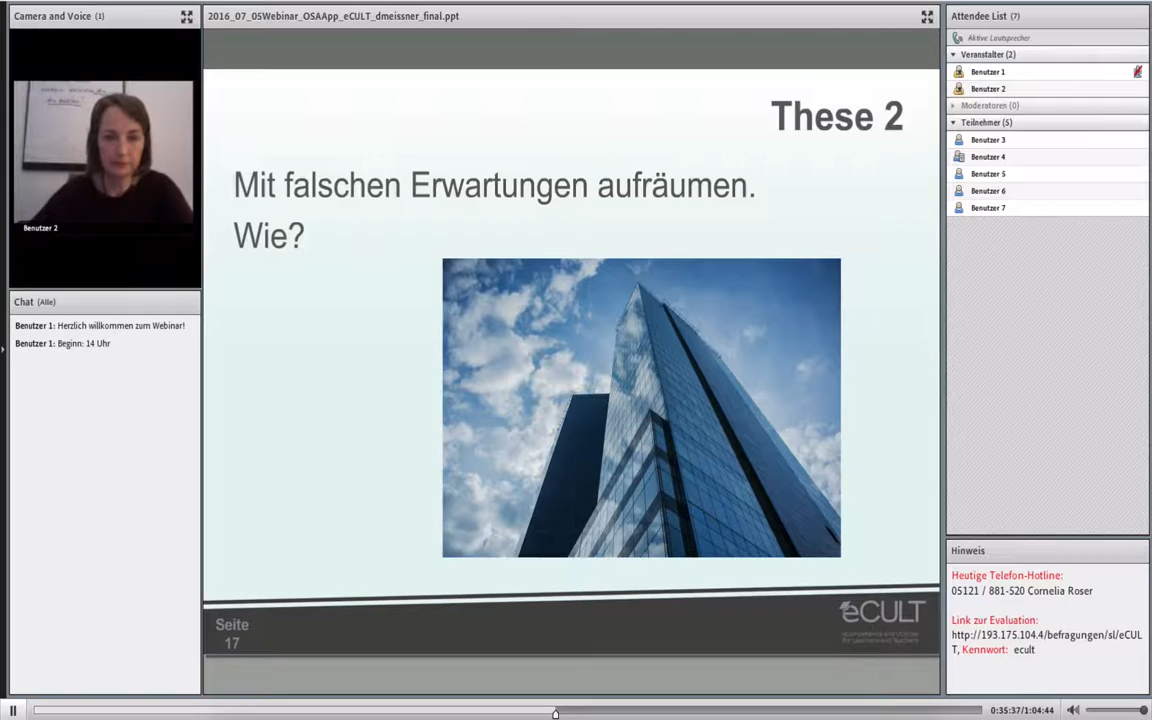 Camera and Voice (1)
2016_07_05Webinar_OSAApp_eCULT_dmeissner_final.ppt
Attendee List (7)
Aktive Lautsprecher
Veranstalter (2)
Benutzer 1
Benutzer 2
Moderatoren (0)
Teilnehmer (5)
Benutzer 3
Benutzer 4
Benutzer 5
Benutzer 6
Benutzer 7
Benutzer 2
Chat (Alle)
Benutzer 1: Herzlich willkommen zum Webinar!
Benutzer 1: Beginn: 14 Uhr
These 2
Mit falschen Erwartungen aufräumen.
Wie?
Seite
17
eCULT
Hinweis
Heutige Telefon-Hotline:
05121 / 881-520 Cornelia Roser
Link zur Evaluation:
http://193.175.104.4/befragungen/sl/eCUL
T, Kennwort: ecult
0:35:37/1:04:44